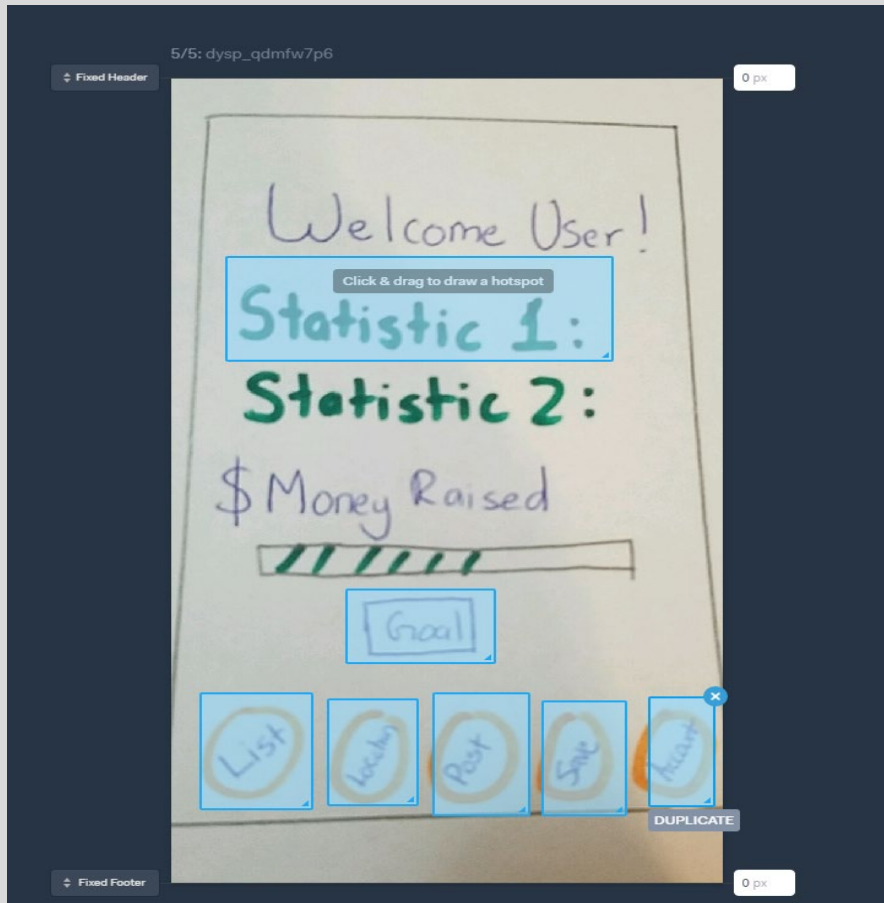 5/5: dysp_qdmfw7p6
Fixed Header
0 px
Welcome User!
Click & drag to draw a hotspot
Statistic 1:
Statistic 2:
$ Money Raised
Goal
List Location Post Save Account
DUPLICATE
Fixed Footer
0 px